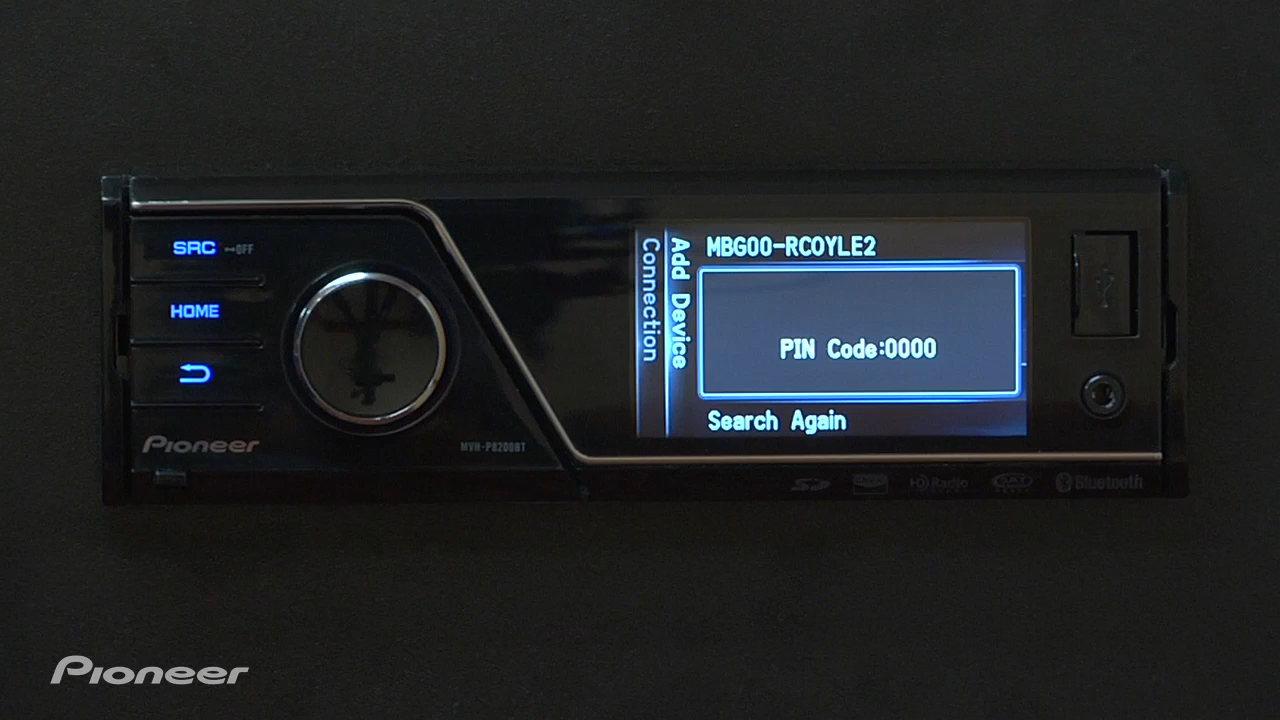 SRC
OFF
HOME
Pioneer
MVH-P8200BT
Connection
Add Device
MBG00-RCOYLE2
PIN Code:0000
Search Again
HD Radio
Bluetooth
Pioneer